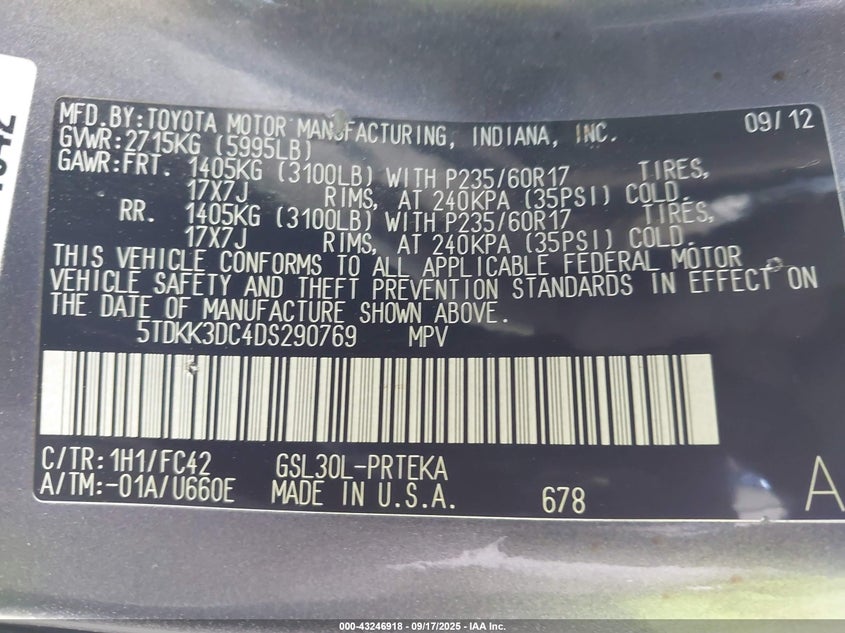 MFD.BY:TOYOTA MOTOR MANUFACTURING, INDIANA, INC. 09/12
GVWR:2715KG (5995LB)
GAWR:FRT. 1405KG (3100LB) WITH P235/60R17 TIRES,
17X7J RIMS, AT 240KPA (35PSI) COLD.
RR. 1405KG (3100LB) WITH P235/60R17 TIRES,
17X7J RIMS, AT 240KPA (35PSI) COLD.
THIS VEHICLE CONFORMS TO ALL APPLICABLE FEDERAL MOTOR
VEHICLE SAFETY AND THEFT PREVENTION STANDARDS IN EFFECT ON
THE DATE OF MANUFACTURE SHOWN ABOVE.
5TDKK3DC4DS290769 MPV
C/TR:1H1/FC42 GSL30L-PRTEKA
A/TM:-01A/U660E MADE IN U.S.A. 678 A
000-43246918 - 09/17/2025 - IAA Inc.